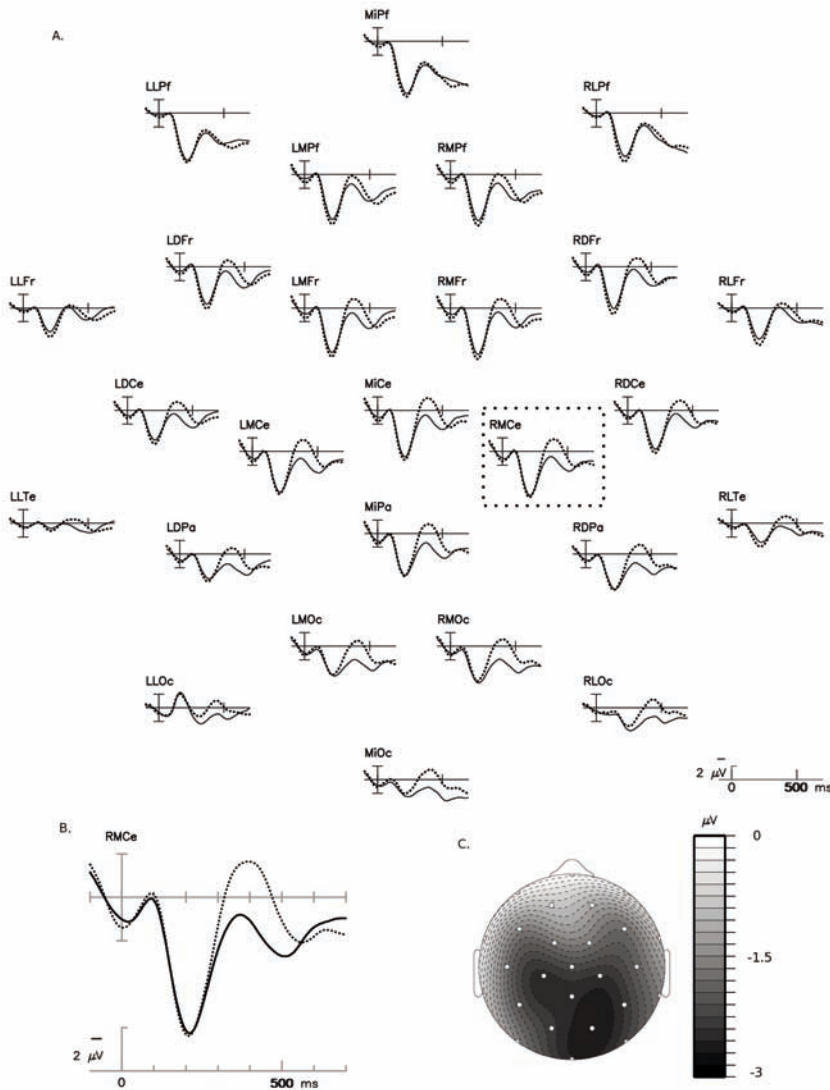 A.
MiPf
LLPf
RLPf
LMPf RMPf
LDFr RDFr
LLFr LMFr RMFr RLFr
LDCe MiCe RDCe
LMCe RMCe
LLTe MiPa RLTe
LDPa RDPa
LMOc RMOc
LLOc RLOc
MiOc
2 μV
0 500 ms
B.
RMCe
2 μV
0 500 ms
C.
μV
0
-1.5
-3